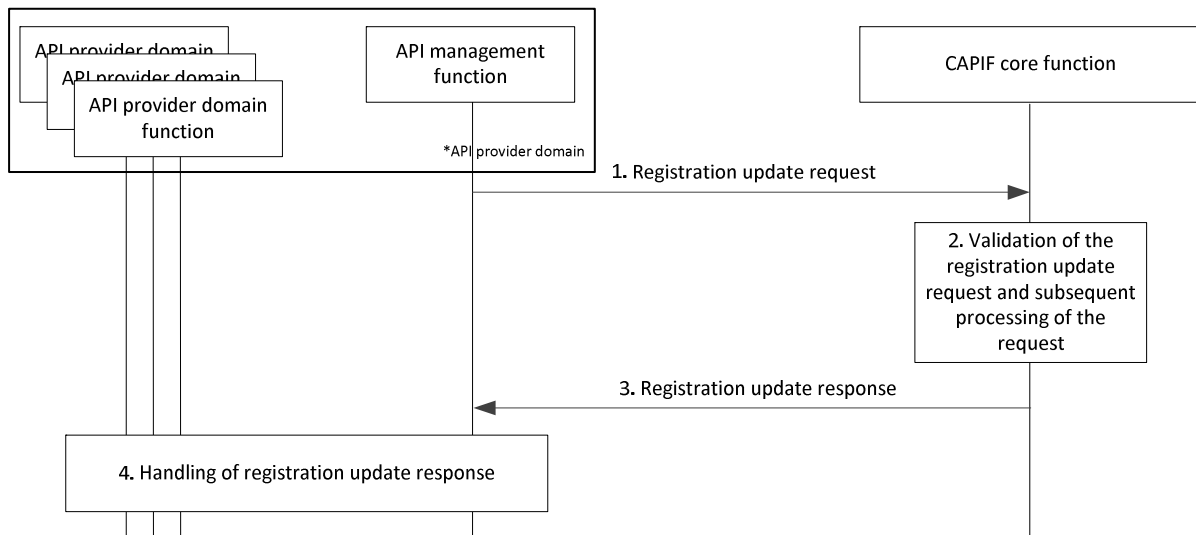 API provider domain
API provider domain
API provider domain
function
API management
function
CAPIF core function
*API provider domain
1. Registration update request
2. Validation of the
registration update
request and subsequent
processing of the
request
3. Registration update response
4. Handling of registration update response